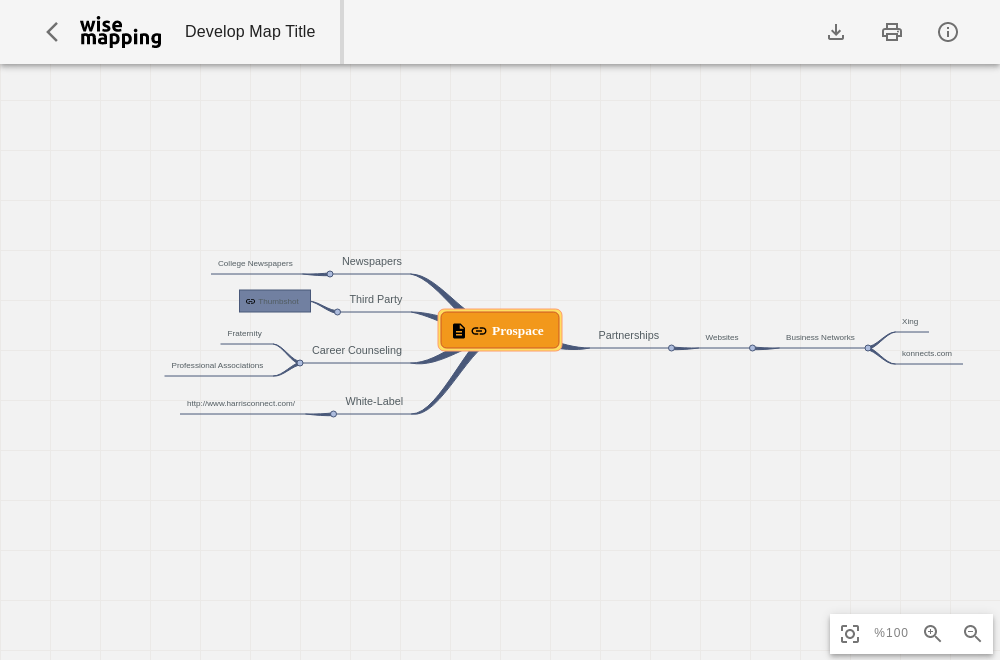 wise
mapping
Develop Map Title
College Newspapers
Newspapers
Thumbshot
Third Party
Fraternity
Professional Associations
Career Counseling
http://www.harrisconnect.com/
White-Label
Prospace
Partnerships
Websites
Business Networks
Xing
konnects.com
%100